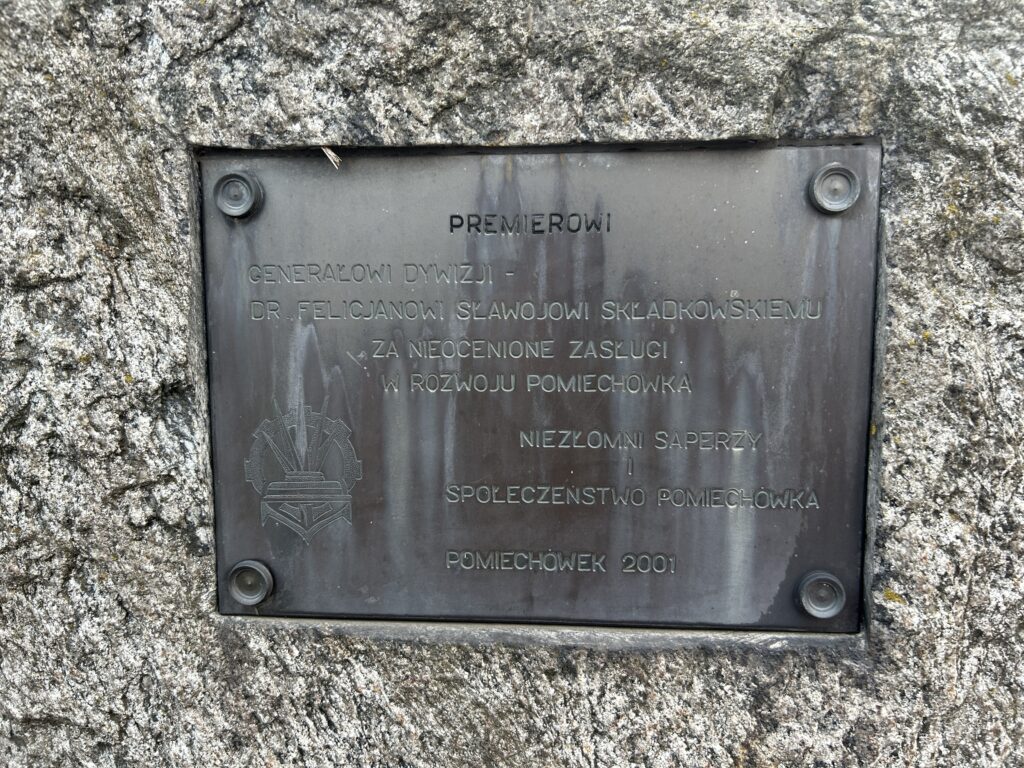 PREMIEROWI
GENERAŁOWI DYWIZJI -
DR. FELICJANOWI SŁAWOJOWI SKŁADKOWSKIEMU
ZA NIEOCENIONE ZASŁUGI
W ROZWOJU POMIECHÓWKA
NIEZŁOMNI SAPERZY
I
SPOŁECZEŃSTWO POMIECHÓWKA
POMIECHÓWEK 2001